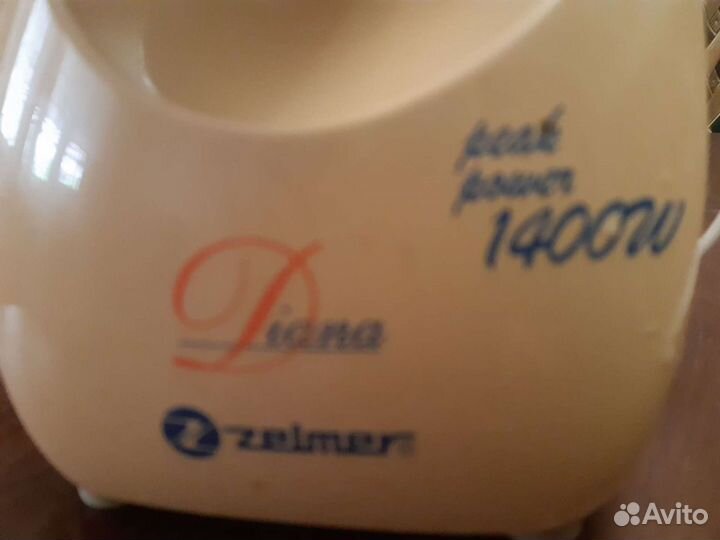 peak
power
1400W
Diana
zelmer
Avito